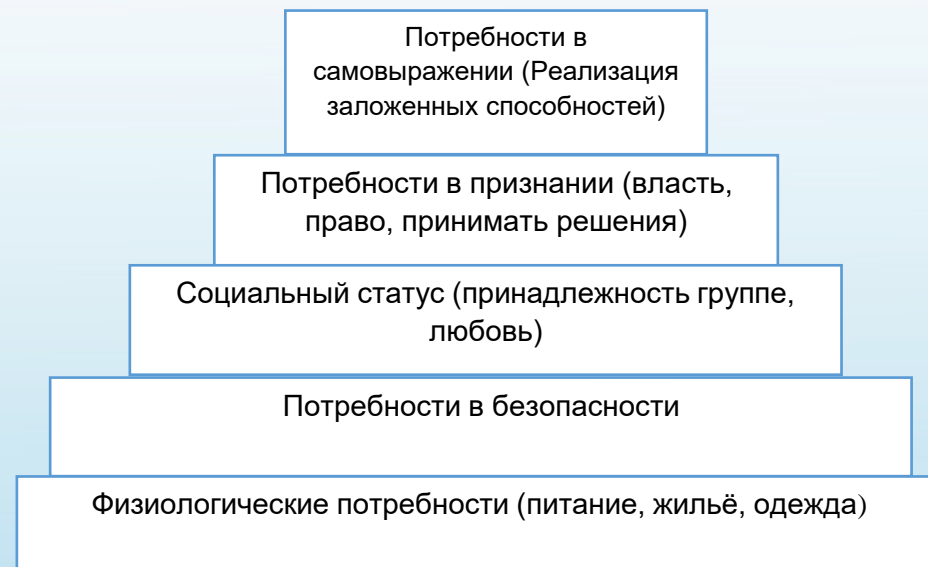 Потребности в
самовыражении (Реализация
заложенных способностей)
Потребности в признании (власть,
право, принимать решения)
Социальный статус (принадлежность группе,
любовь)
Потребности в безопасности
Физиологические потребности (питание, жильё, одежда)